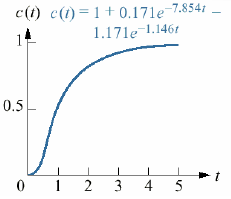 c(t) c(t) = 1 + 0.171e^−7.854t −
1.171e^−1.146t
1
0.5
0 1 2 3 4 5 t